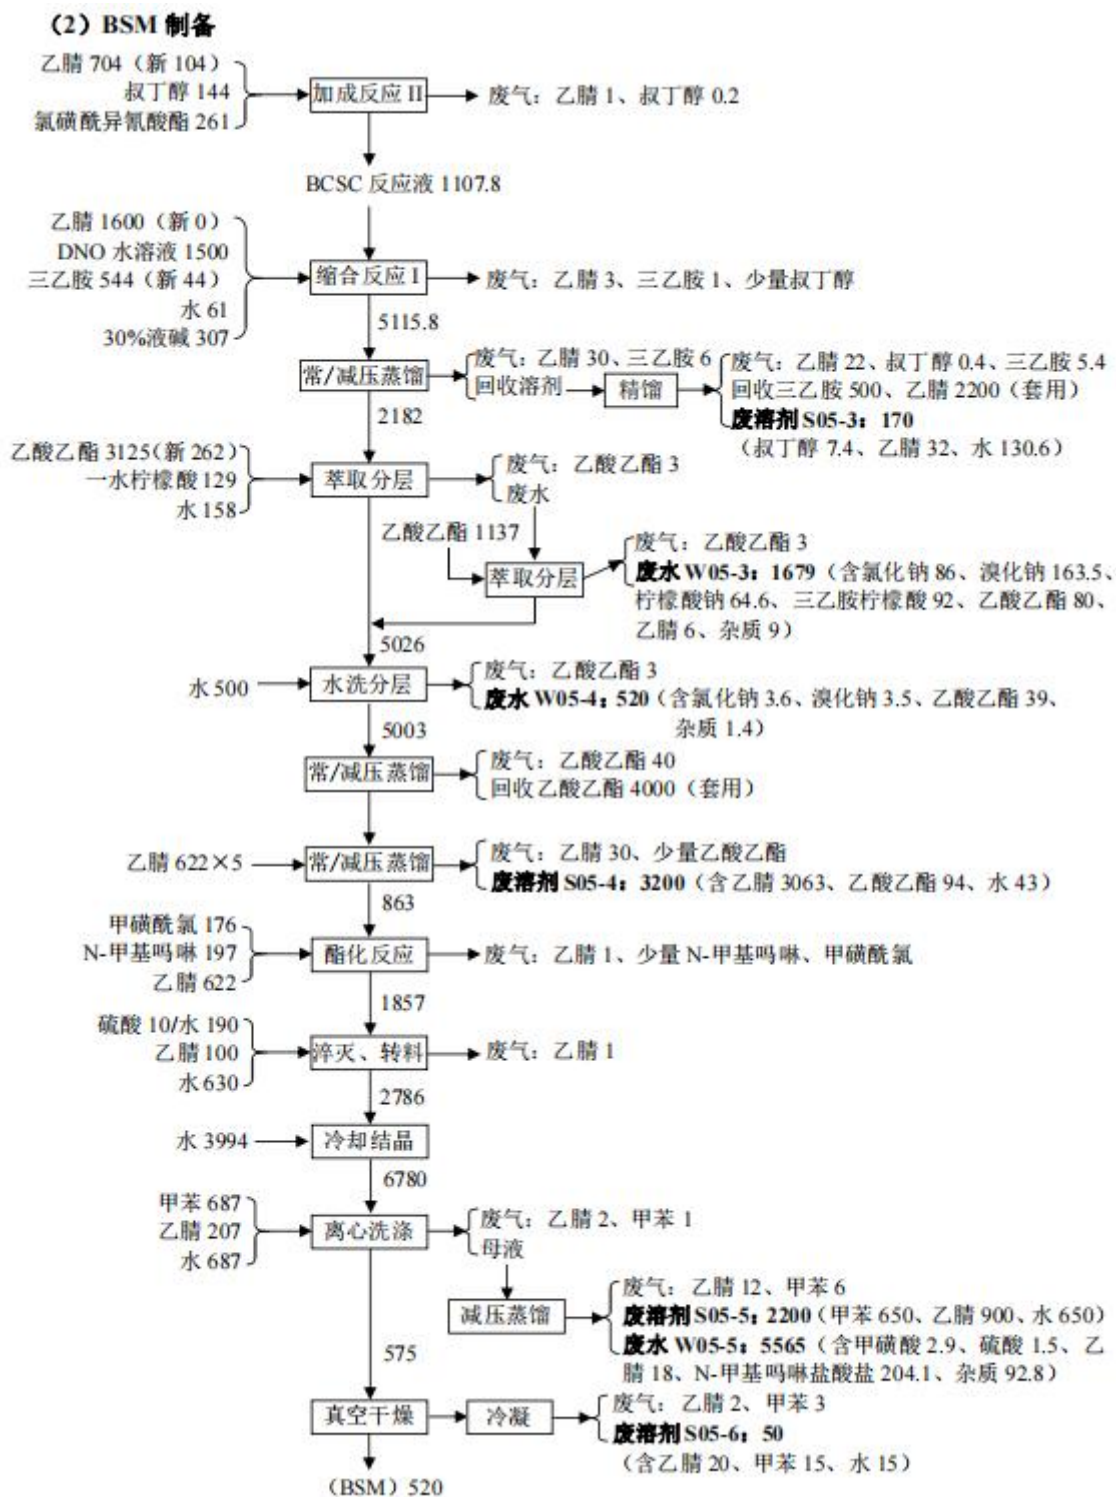 （2）BSM 制备
乙腈 704（新 104）
叔丁醇 144
氯磺酰异氰酸酯 261
加成反应 II
废气：乙腈 1、叔丁醇 0.2
BCSC 反应液 1107.8
乙腈 1600（新 0）
DNO 水溶液 1500
三乙胺 544（新 44）
水 61
30%液碱 307
缩合反应 I
废气：乙腈 3、三乙胺 1、少量叔丁醇
5115.8
常/减压蒸馏
废气：乙腈 30、三乙胺 6
回收溶剂
精馏
废气：乙腈 22、叔丁醇 0.4、三乙胺 5.4
回收三乙胺 500、乙腈 2200（套用）
废溶剂 S05-3：170
（叔丁醇 7.4、乙腈 32、水 130.6）
2182
乙酸乙酯 3125（新 262）
一水柠檬酸 129
水 158
萃取分层
废气：乙酸乙酯 3
废水
乙酸乙酯 1137
萃取分层
废气：乙酸乙酯 3
废水 W05-3：1679（含氯化钠 86、溴化钠 163.5、
柠檬酸钠 64.6、三乙胺柠檬酸 92、乙酸乙酯 80、
乙腈 6、杂质 9）
5026
水 500
水洗分层
废气：乙酸乙酯 3
废水 W05-4：520（含氯化钠 3.6、溴化钠 3.5、乙酸乙酯 39、
杂质 1.4）
5003
常/减压蒸馏
废气：乙酸乙酯 40
回收乙酸乙酯 4000（套用）
乙腈 622×5
常/减压蒸馏
废气：乙腈 30、少量乙酸乙酯
废溶剂 S05-4：3200（含乙腈 3063、乙酸乙酯 94、水 43）
863
甲磺酰氯 176
N-甲基吗啉 197
乙腈 622
酯化反应
废气：乙腈 1、少量 N-甲基吗啉、甲磺酰氯
1857
硫酸 10/水 190
乙腈 100
水 630
淬灭、转料
废气：乙腈 1
2786
水 3994
冷却结晶
6780
甲苯 687
乙腈 207
水 687
离心洗涤
废气：乙腈 2、甲苯 1
母液
减压蒸馏
废气：乙腈 12、甲苯 6
废溶剂 S05-5：2200（甲苯 650、乙腈 900、水 650）
废水 W05-5：5565（含甲磺酸 2.9、硫酸 1.5、乙
腈 18、N-甲基吗啉盐酸盐 204.1、杂质 92.8）
575
真空干燥
冷凝
废气：乙腈 2、甲苯 3
废溶剂 S05-6：50
（含乙腈 20、甲苯 15、水 15）
（BSM）520